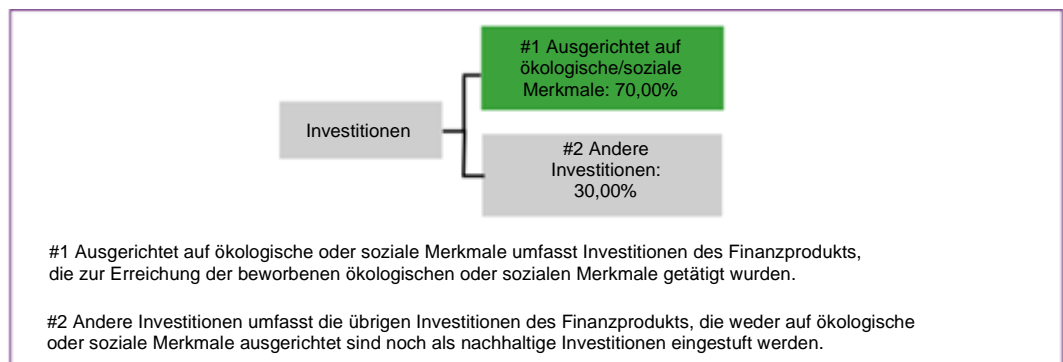 #1 Ausgerichtet auf
ökologische/soziale
Merkmale: 70,00%
Investitionen
#2 Andere
Investitionen:
30,00%
#1 Ausgerichtet auf ökologische oder soziale Merkmale umfasst Investitionen des Finanzprodukts,
die zur Erreichung der beworbenen ökologischen oder sozialen Merkmale getätigt wurden.
#2 Andere Investitionen umfasst die übrigen Investitionen des Finanzprodukts, die weder auf ökologische
oder soziale Merkmale ausgerichtet sind noch als nachhaltige Investitionen eingestuft werden.